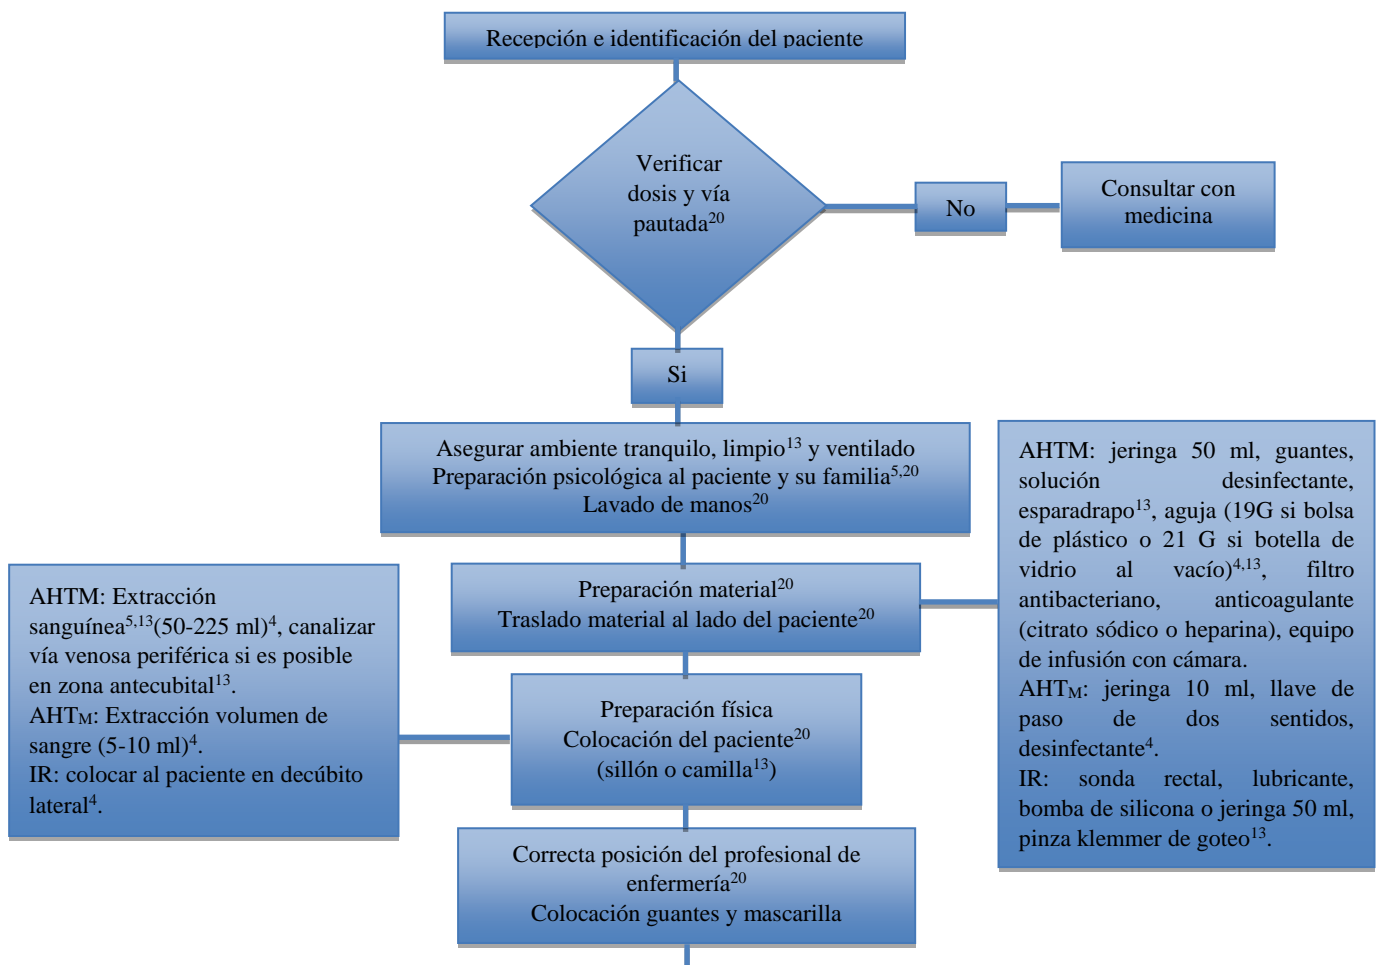 Recepción e identificación del paciente
Verificar
dosis y vía
pautada²⁰
No
Consultar con
medicina
Si
Asegurar ambiente tranquilo, limpio¹³ y ventilado
Preparación psicológica al paciente y su familia⁵,²⁰
Lavado de manos²⁰
Preparación material²⁰
Traslado material al lado del paciente²⁰
AHTM: jeringa 50 ml, guantes,
solución desinfectante,
esparadrapo¹³, aguja (19G si bolsa
de plástico o 21 G si botella de
vidrio al vacío)⁴,¹³, filtro
antibacteriano, anticoagulante
(citrato sódico o heparina), equipo
de infusión con cámara.
AHTM: jeringa 10 ml, llave de
paso de dos sentidos,
desinfectante⁴.
IR: sonda rectal, lubricante,
bomba de silicona o jeringa 50 ml,
pinza klemmer de goteo¹³.
AHTM: Extracción
sanguínea⁵,¹³(50-225 ml)⁴, canalizar
vía venosa periférica si es posible
en zona antecubital¹³.
AHTM: Extracción volumen de
sangre (5-10 ml)⁴.
IR: colocar al paciente en decúbito
lateral⁴.
Preparación física
Colocación del paciente²⁰
(sillón o camilla¹³)
Correcta posición del profesional de
enfermería²⁰
Colocación guantes y mascarilla